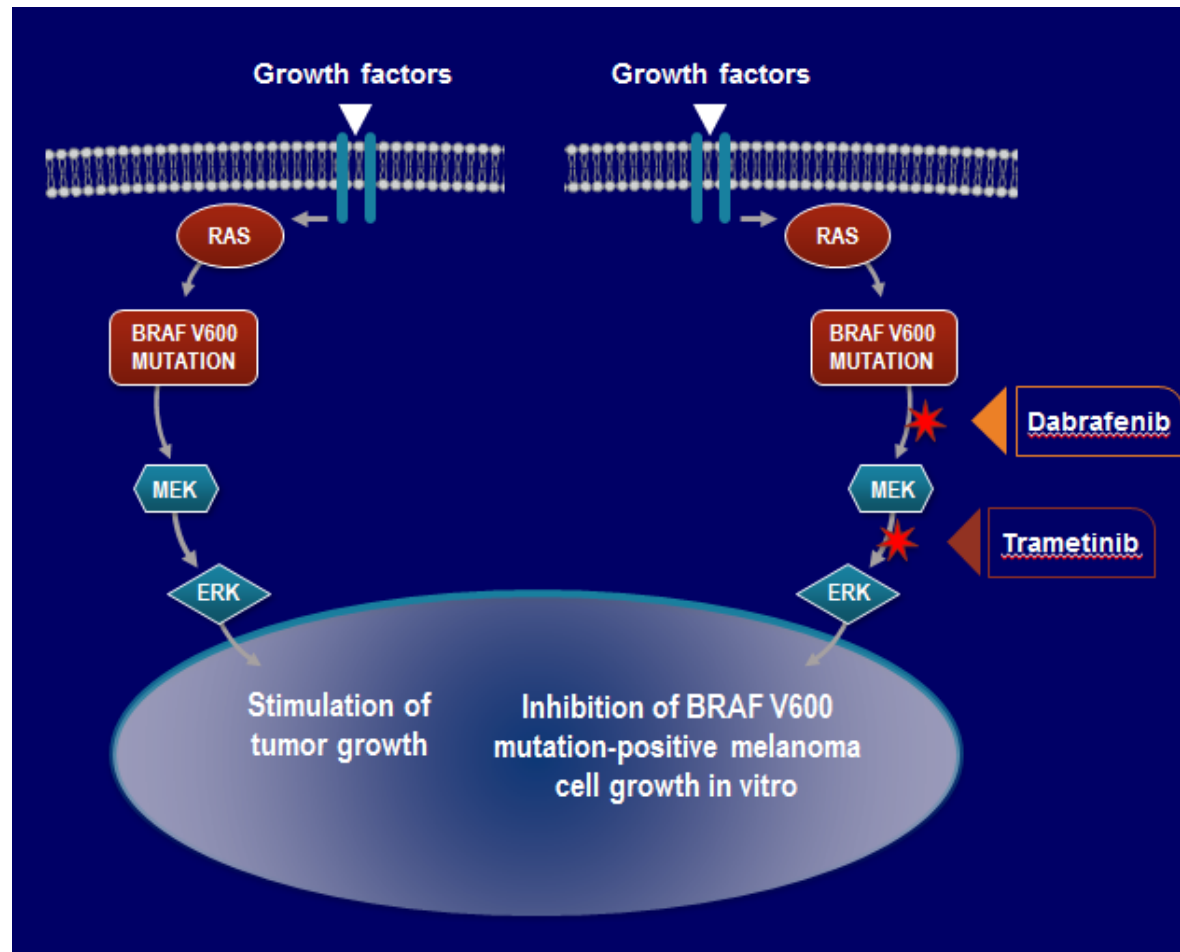 Growth factors
Growth factors
RAS
RAS
BRAF V600
MUTATION
BRAF V600
MUTATION
Dabrafenib
MEK
MEK
Trametinib
ERK
ERK
Stimulation of
tumor growth
Inhibition of BRAF V600
mutation-positive melanoma
cell growth in vitro